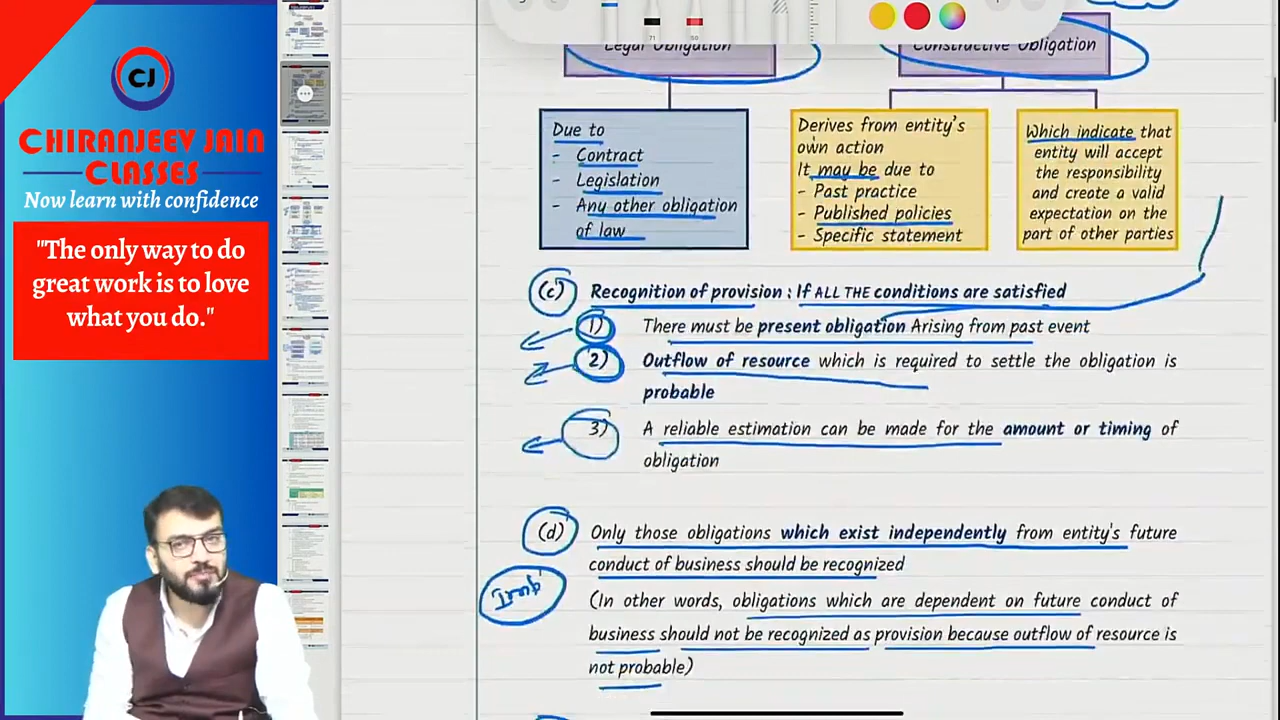 CJ
CHIRANJEEV JAIN
CLASSES
Now learn with confidence
"The only way to do
great work is to love
what you do."
71
50
Due to
- Contract
- Legislation
- Any other obligation
of law
Derives from entity's
own action
It may be due to
- Past practice
- Published policies
- Specific statement
which indicate that
entity will accept
the responsibility
and create a valid
expectation on the
part of other party
(c) Recognition of provision : If ALL THE conditions are satisfied
1) There must be present obligation arising from past event
2) Outflow of resource which is required to settle the obligation is
probable
3) A reliable estimation can be made for the amount or timing of
obligation
(d) Only those obligations which exist independently from entity's future
conduct of business should be recognized
Imp
(In other words, obligations which are dependent on future conduct of
business should not be recognized as provision because outflow of resource is
not probable)